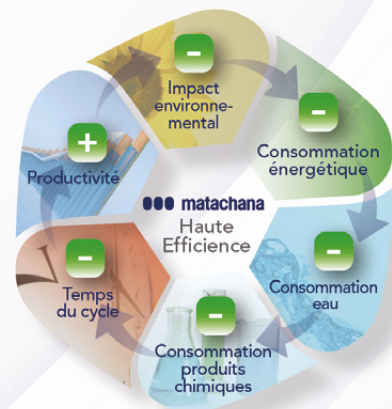 -
Impact
environne-
mental
-
Consommation
énergétique
-
Consommation
eau
-
Consommation
produits
chimiques
-
Temps
du cycle
+
Productivité
matachana
Haute
Efficience